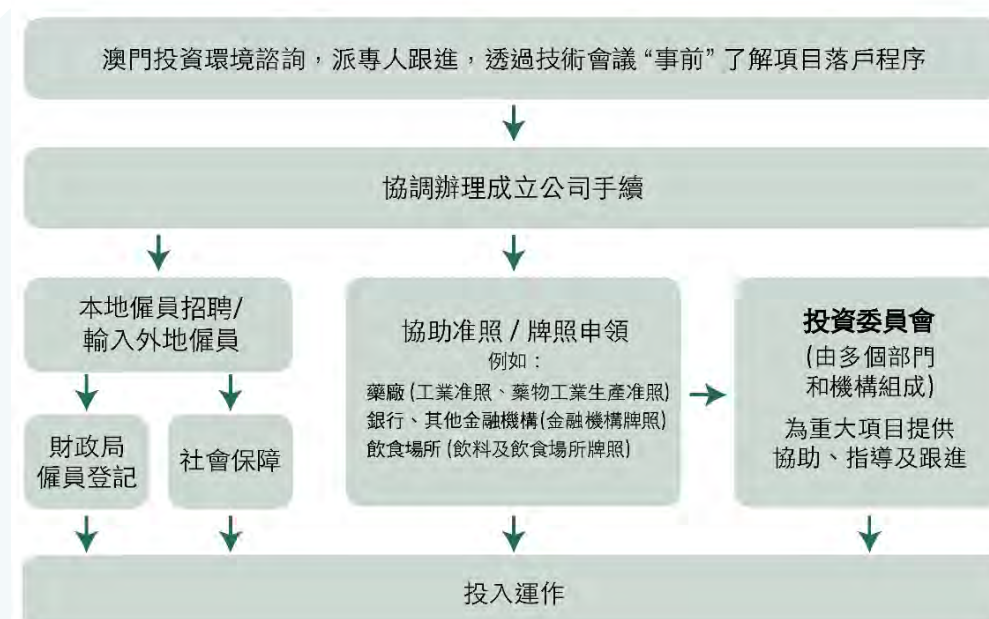 澳門投資環境諮詢，派專人跟進，透過技術會議“事前”了解項目落戶程序
協調辦理成立公司手續
本地僱員招聘/
輸入外地僱員
財政局
僱員登記
社會保障
協助准照 / 牌照申領
例如：
藥廠 (工業准照、藥物工業生產准照)
銀行、其他金融機構(金融機構牌照)
飲食場所 (飲料及飲食場所牌照)
投資委員會
(由多個部門
和機構組成)
為重大項目提供
協助、指導及跟進
投入運作